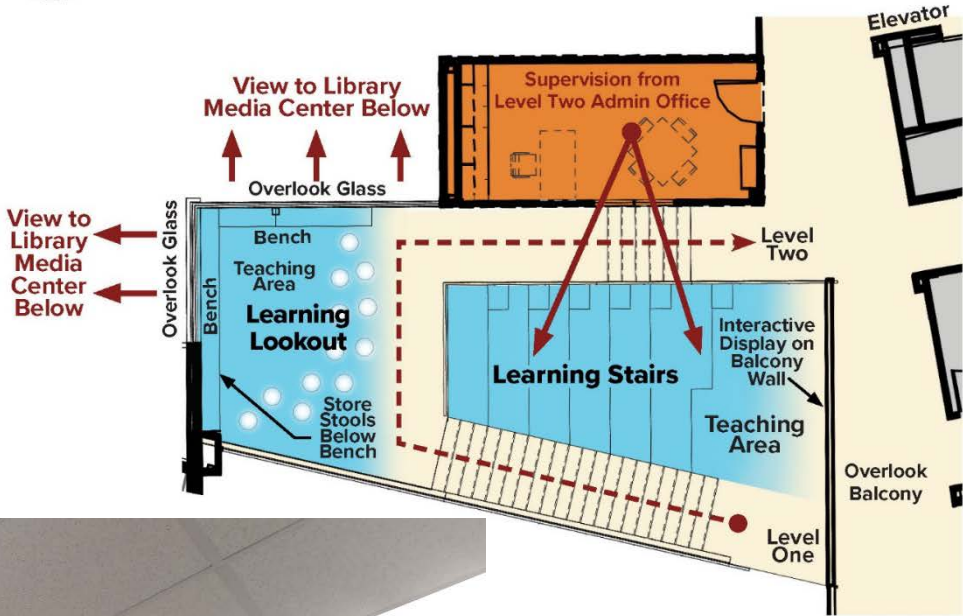 Elevator
View to Library
Media Center Below
Supervision from
Level Two Admin Office
Overlook Glass
View to
Library
Media
Center
Below
Overlook Glass
Bench
Bench
Teaching
Area
Learning
Lookout
Store
Stools
Below
Bench
Level
Two
Interactive
Display on
Balcony
Wall
Learning Stairs
Teaching
Area
Overlook
Balcony
Level
One